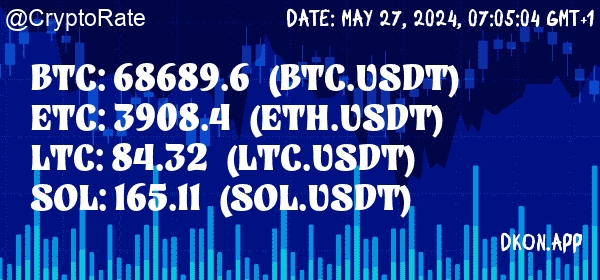 @CryptoRate
DATE: MAY 27, 2024, 07:05:04 GMT+1
BTC: 68689.6 (BTC.USDT)
ETC: 3908.4 (ETH.USDT)
LTC: 84.32 (LTC.USDT)
SOL: 165.11 (SOL.USDT)
DKON.APP